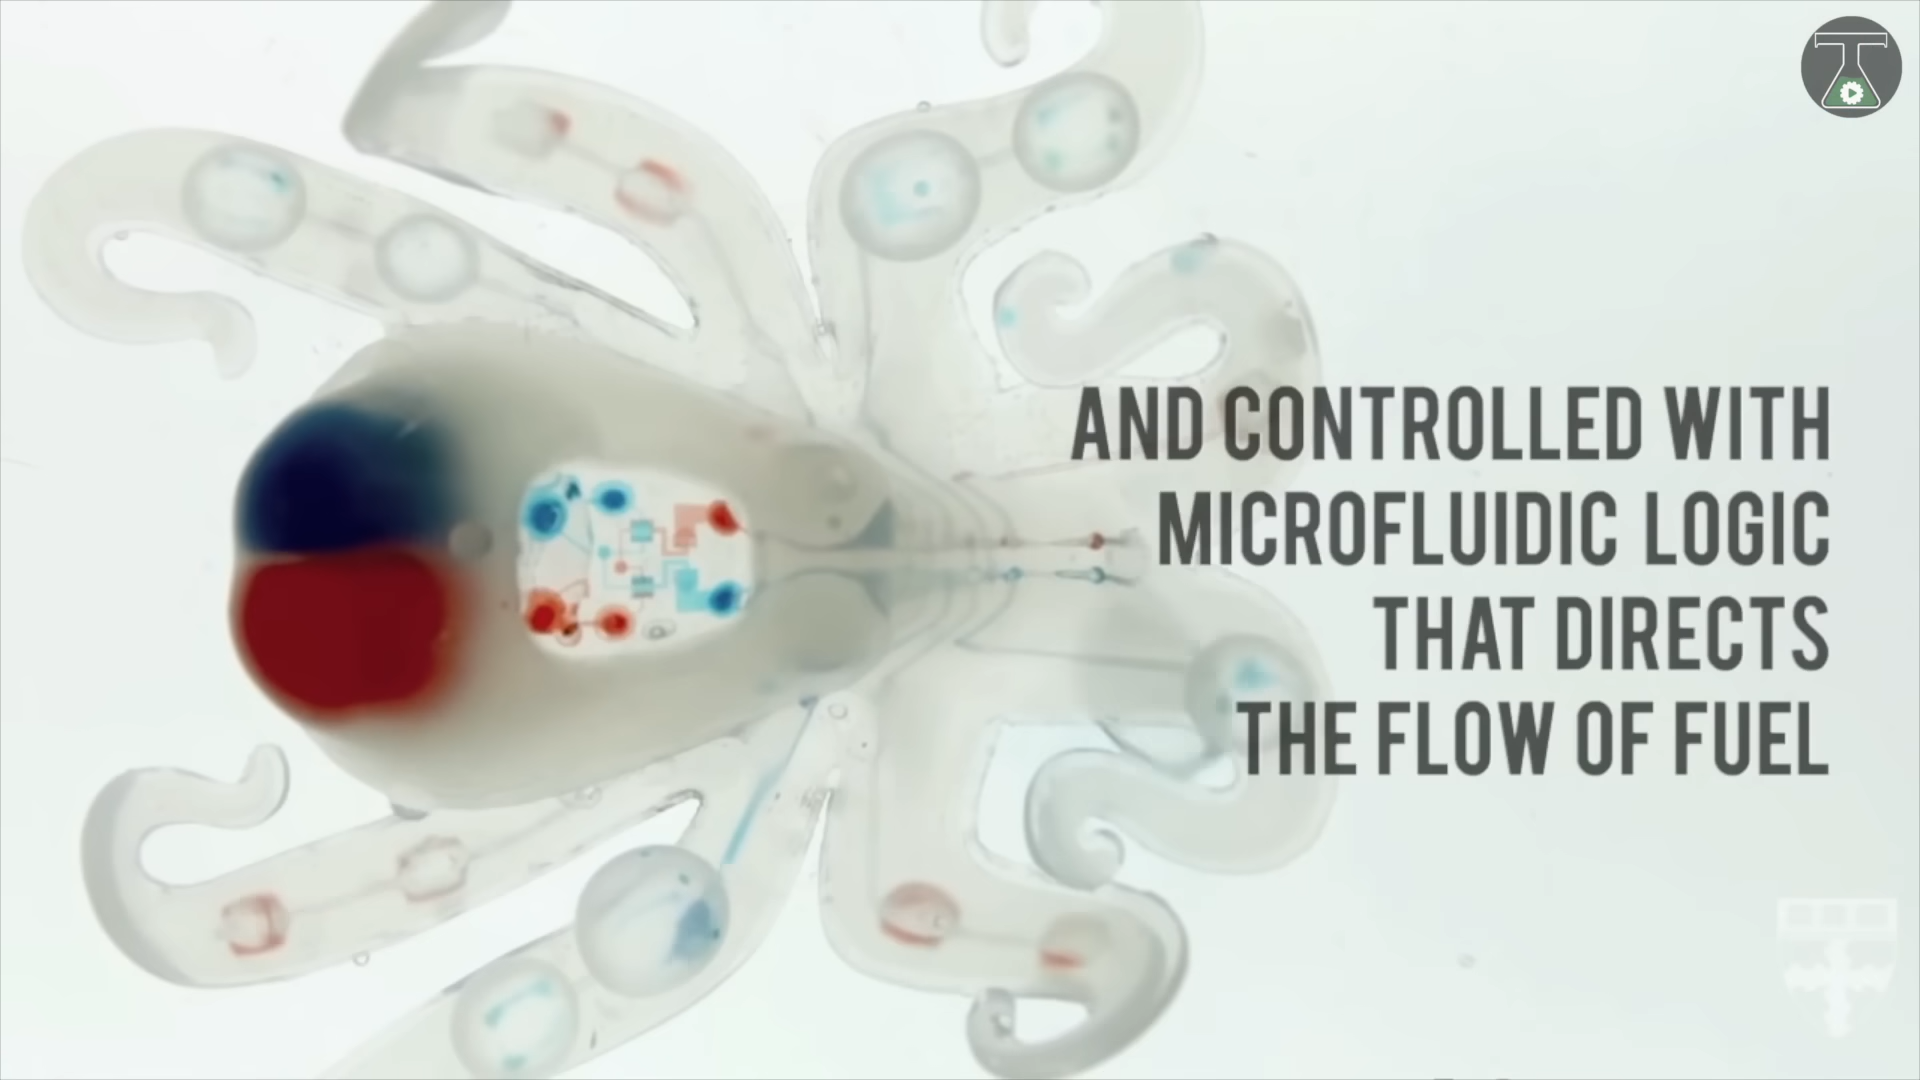 AND CONTROLLED WITH
MICROFLUIDIC LOGIC
THAT DIRECTS
THE FLOW OF FUEL